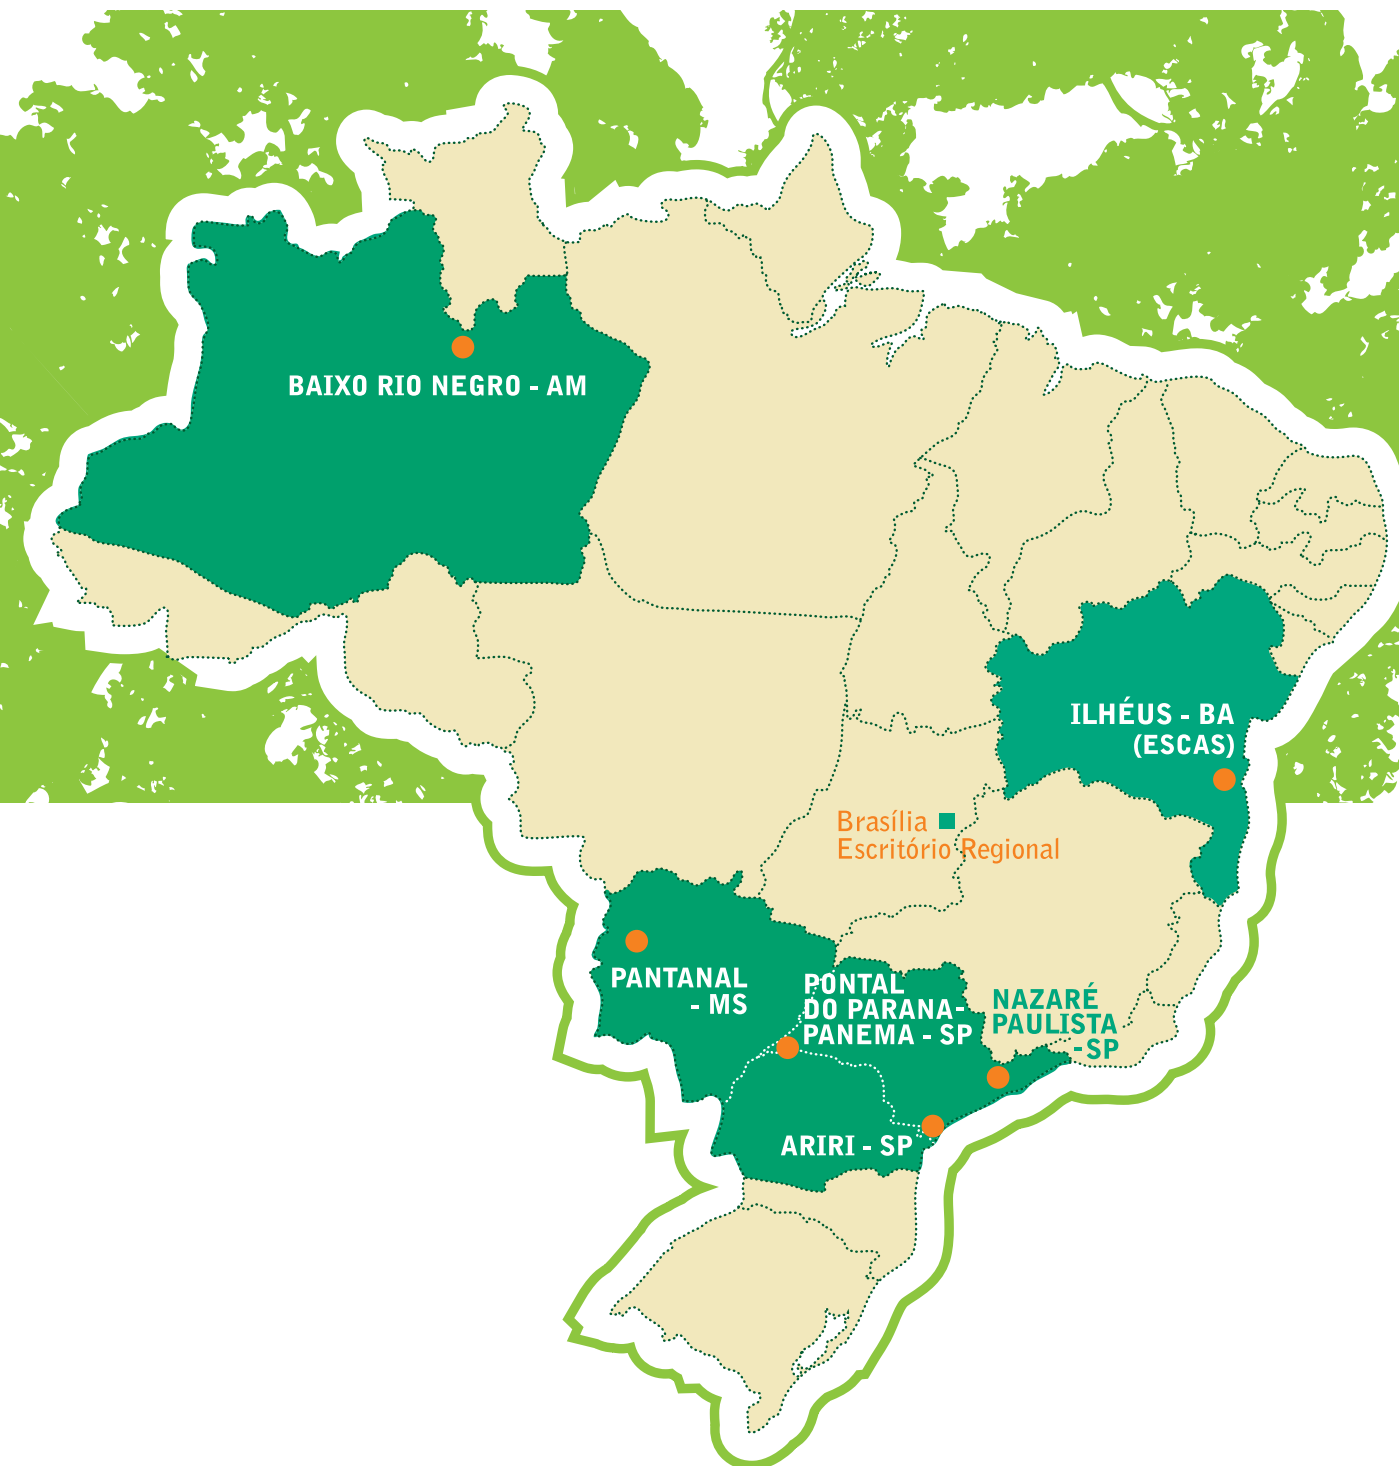 BAIXO RIO NEGRO - AM
ILHÉUS - BA
(ESCAS)
Brasília
Escritório Regional
PANTANAL
- MS
PONTAL
DO PARANA-
PANEMA - SP
NAZARÉ
PAULISTA
-SP
ARIRI - SP